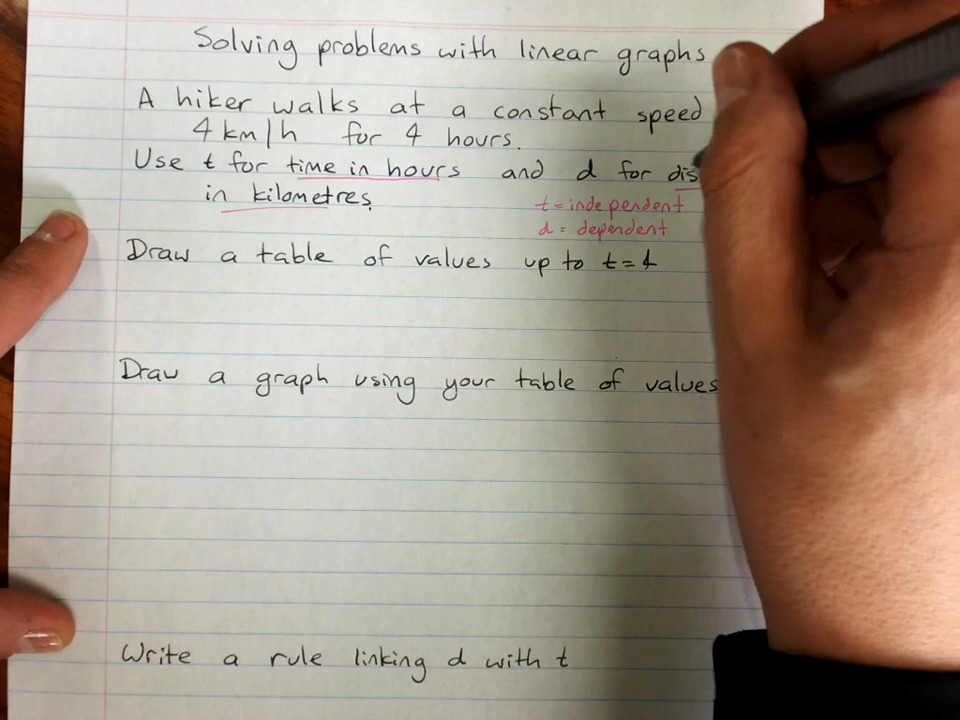 Solving problems with linear graphs
A hiker walks at a constant speed
4 km/h for 4 hours.
Use t for time in hours and d for dis
in kilometres.
t = independent
d = dependent
Draw a table of values up to t=4
Draw a graph using your table of values
Write a rule linking d with t